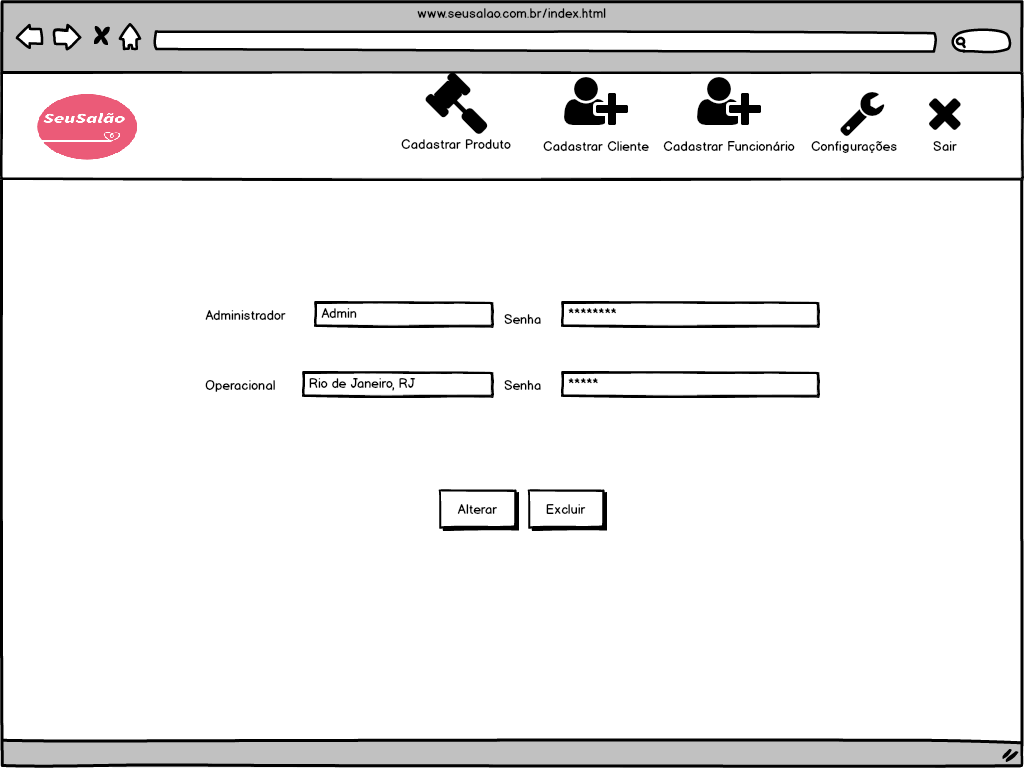 www.seusalao.com.br/index.html
SeuSalão
Cadastrar Produto
Cadastrar Cliente
Cadastrar Funcionário
Configurações
Sair
Administrador
Admin
Senha
********
Operacional
Rio de Janeiro, RJ
Senha
*****
Alterar
Excluir